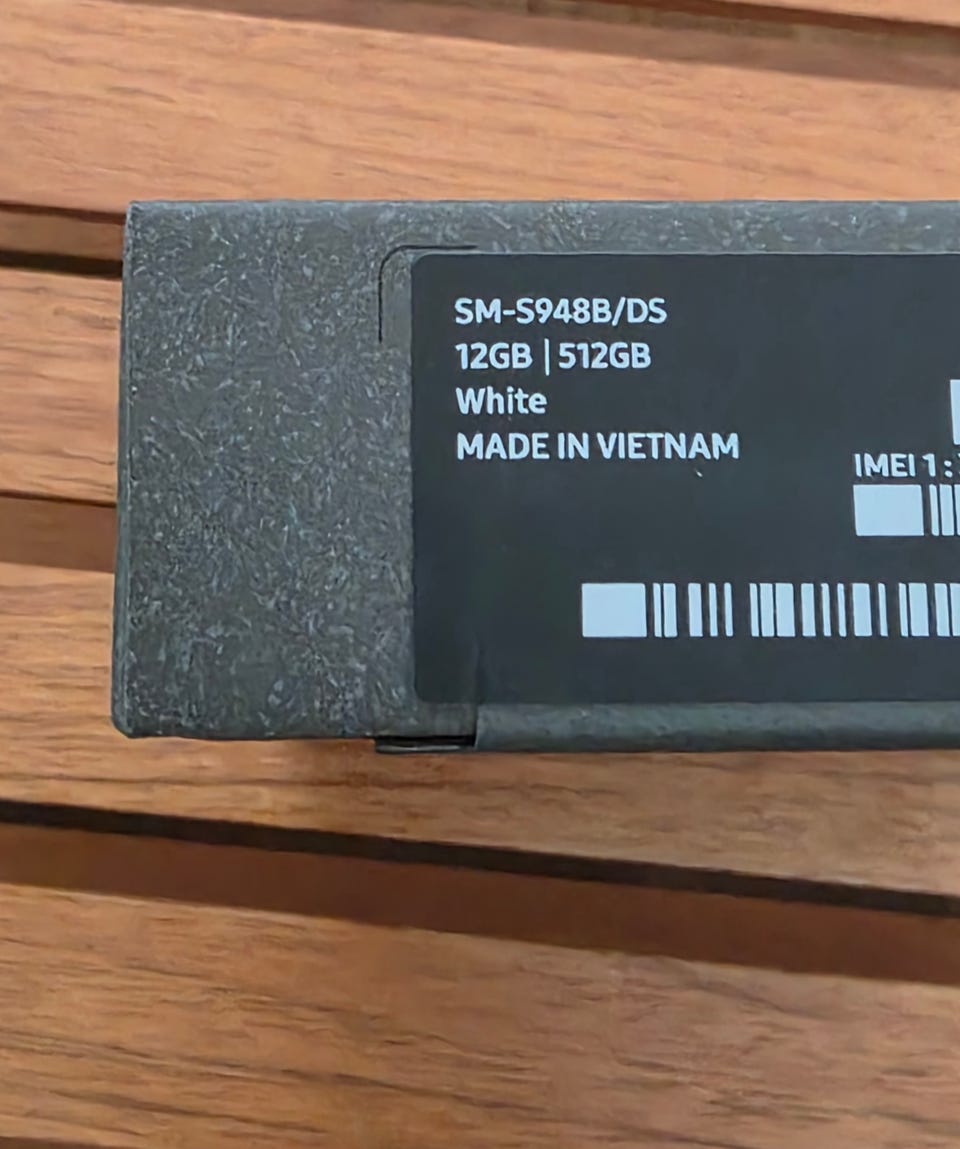 SM-S948B/DS
12GB | 512GB
White
MADE IN VIETNAM
IMEI 1 :